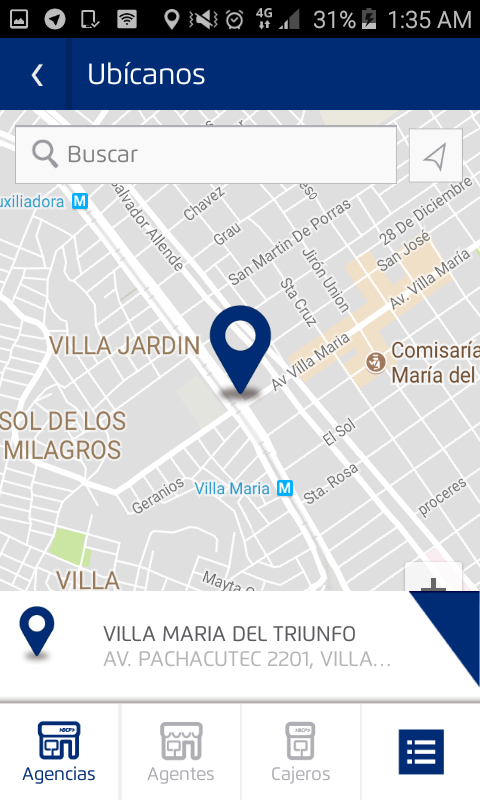 4G 31% 1:35 AM
Ubícanos
Buscar
uxiliadora M
Salvador Allende
Chavez
Grau
San Martin De Porras
28 De Diciembre
San José
Jirón Union
Sta Cruz
Av. Villa María
VILLA JARDIN
Av Villa Maria
Comisaría
María del
SOL DE LOS
MILAGROS
El Sol
Villa Maria M
Sta. Rosa
Geranios
proceres
VILLA
Mayta
VILLA MARIA DEL TRIUNFO
AV. PACHACUTEC 2201, VILLA...
Agencias
Agentes
Cajeros